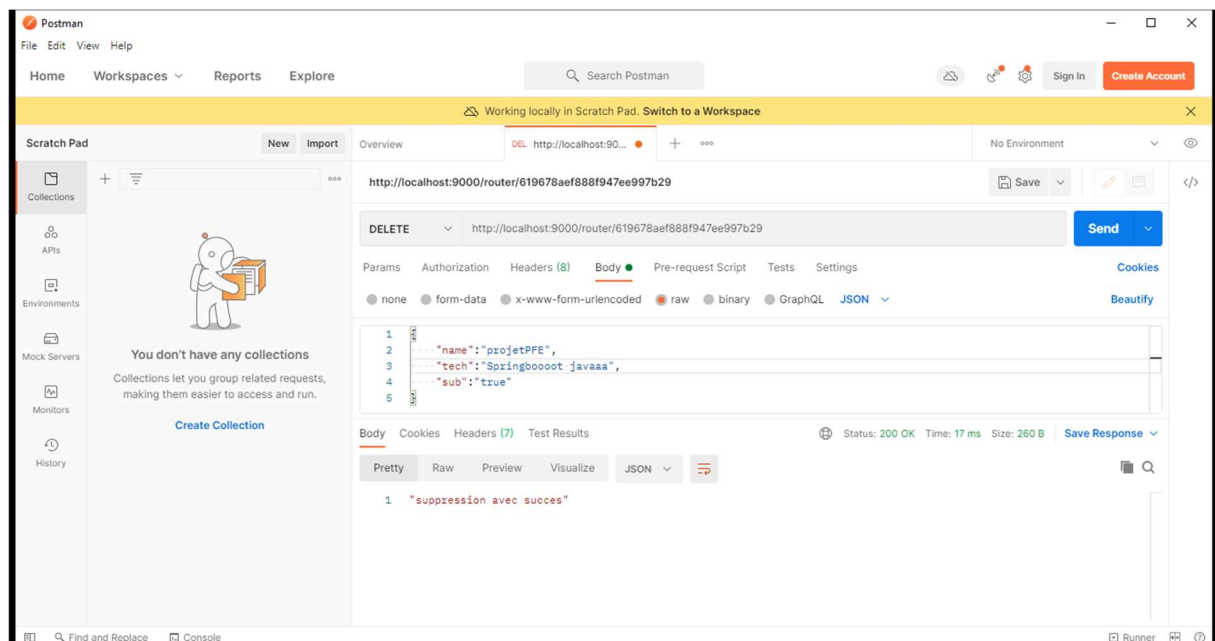 Postman
File Edit View Help
Home Workspaces Reports Explore Search Postman Sign In Create Account
Working locally in Scratch Pad. Switch to a Workspace
Scratch Pad New Import Overview DEL http://localhost:90... No Environment
Collections
APIs
Environments
Mock Servers
Monitors
History
You don't have any collections
Collections let you group related requests,
making them easier to access and run.
Create Collection
http://localhost:9000/router/619678aef888f947ee997b29 Save
DELETE http://localhost:9000/router/619678aef888f947ee997b29 Send
Params Authorization Headers (8) Body Pre-request Script Tests Settings Cookies
none form-data x-www-form-urlencoded raw binary GraphQL JSON Beautify
1 {
2 "name":"projetPFE",
3 "tech":"Springboooot javaaa",
4 "sub":"true"
5 }
Body Cookies Headers (7) Test Results Status: 200 OK Time: 17 ms Size: 260 B Save Response
Pretty Raw Preview Visualize JSON
1 "suppression avec succes"
Find and Replace Console Runner